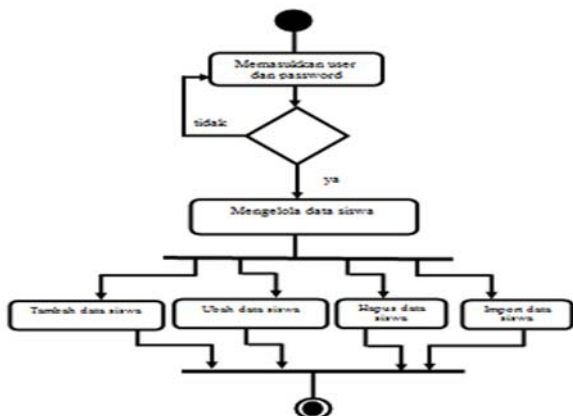 Memasukkan user
dan password
tidak
ya
Mengelola data siswa
Tambah data siswa
Ubah data siswa
Hapus data
siswa
Import data
siswa